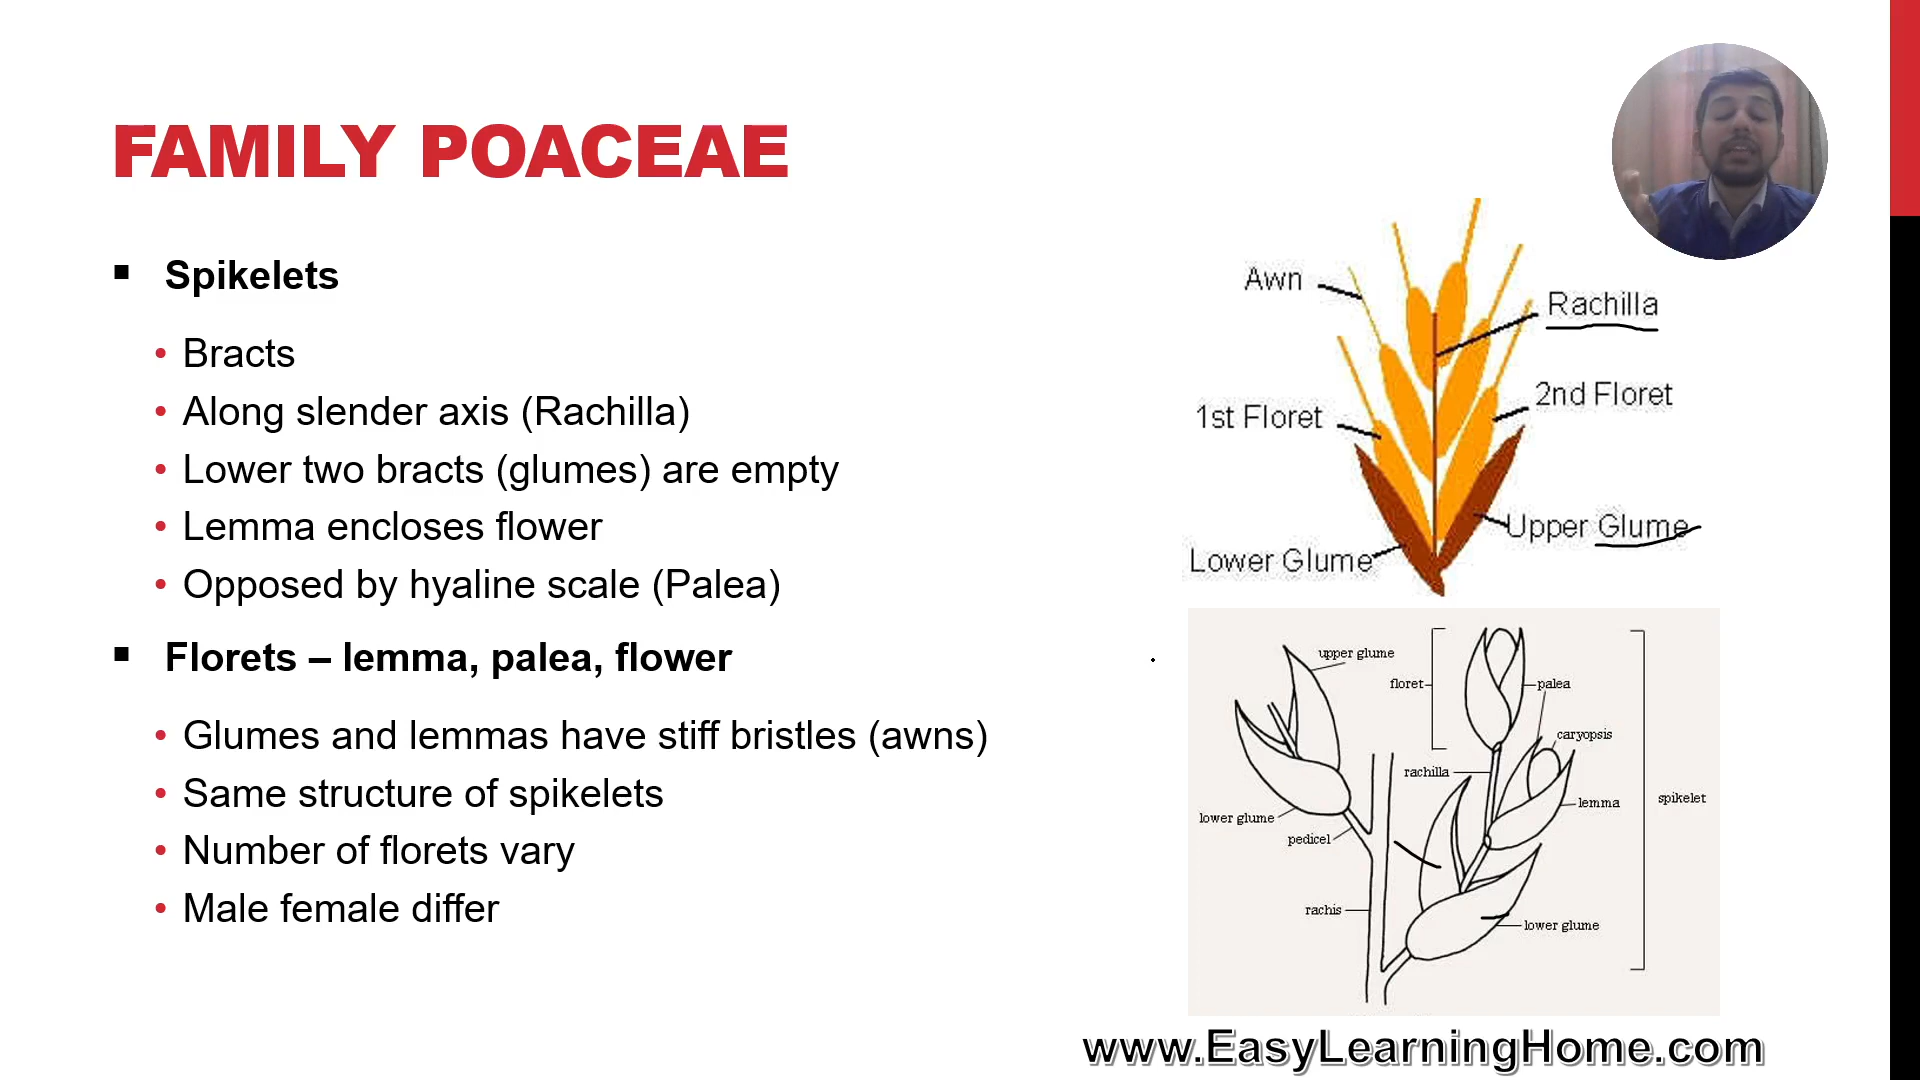 FAMILY POACEAE
Spikelets
• Bracts
• Along slender axis (Rachilla)
• Lower two bracts (glumes) are empty
• Lemma encloses flower
• Opposed by hyaline scale (Palea)
Florets – lemma, palea, flower
• Glumes and lemmas have stiff bristles (awns)
• Same structure of spikelets
• Number of florets vary
• Male female differ
Awn
Rachilla
2nd Floret
1st Floret
Upper Glume
Lower Glume
upper glume
floret
palea
caryopsis
rachilla
lemma
spikelet
lower glume
pedicel
rachis
lower glume
www.EasyLearningHome.com